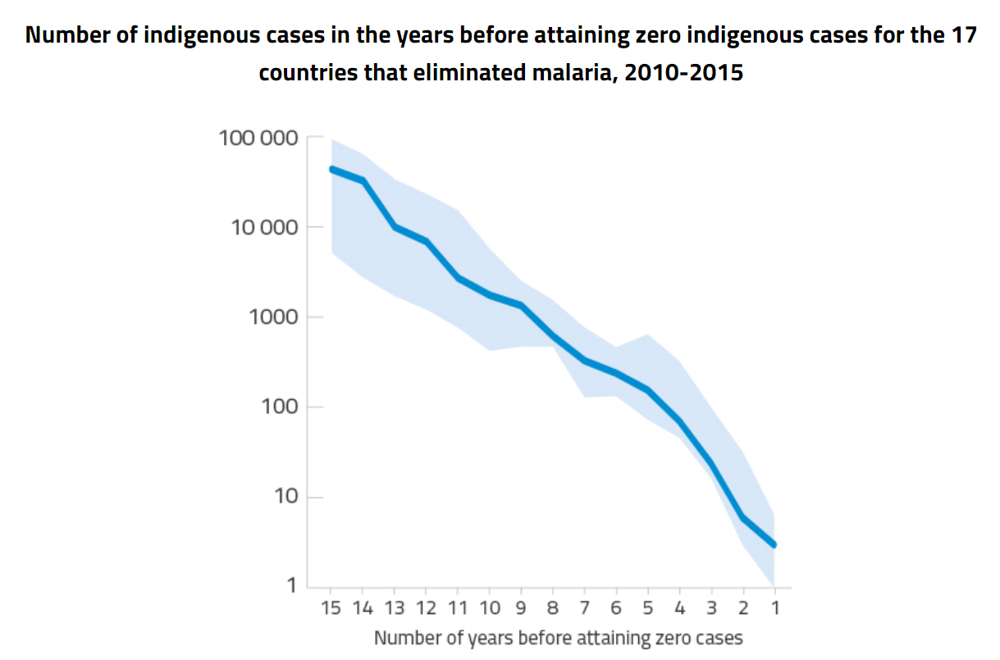 Number of indigenous cases in the years before attaining zero indigenous cases for the 17
countries that eliminated malaria, 2010-2015
100 000
10 000
1000
100
10
1
15 14 13 12 11 10 9 8 7 6 5 4 3 2 1
Number of years before attaining zero cases